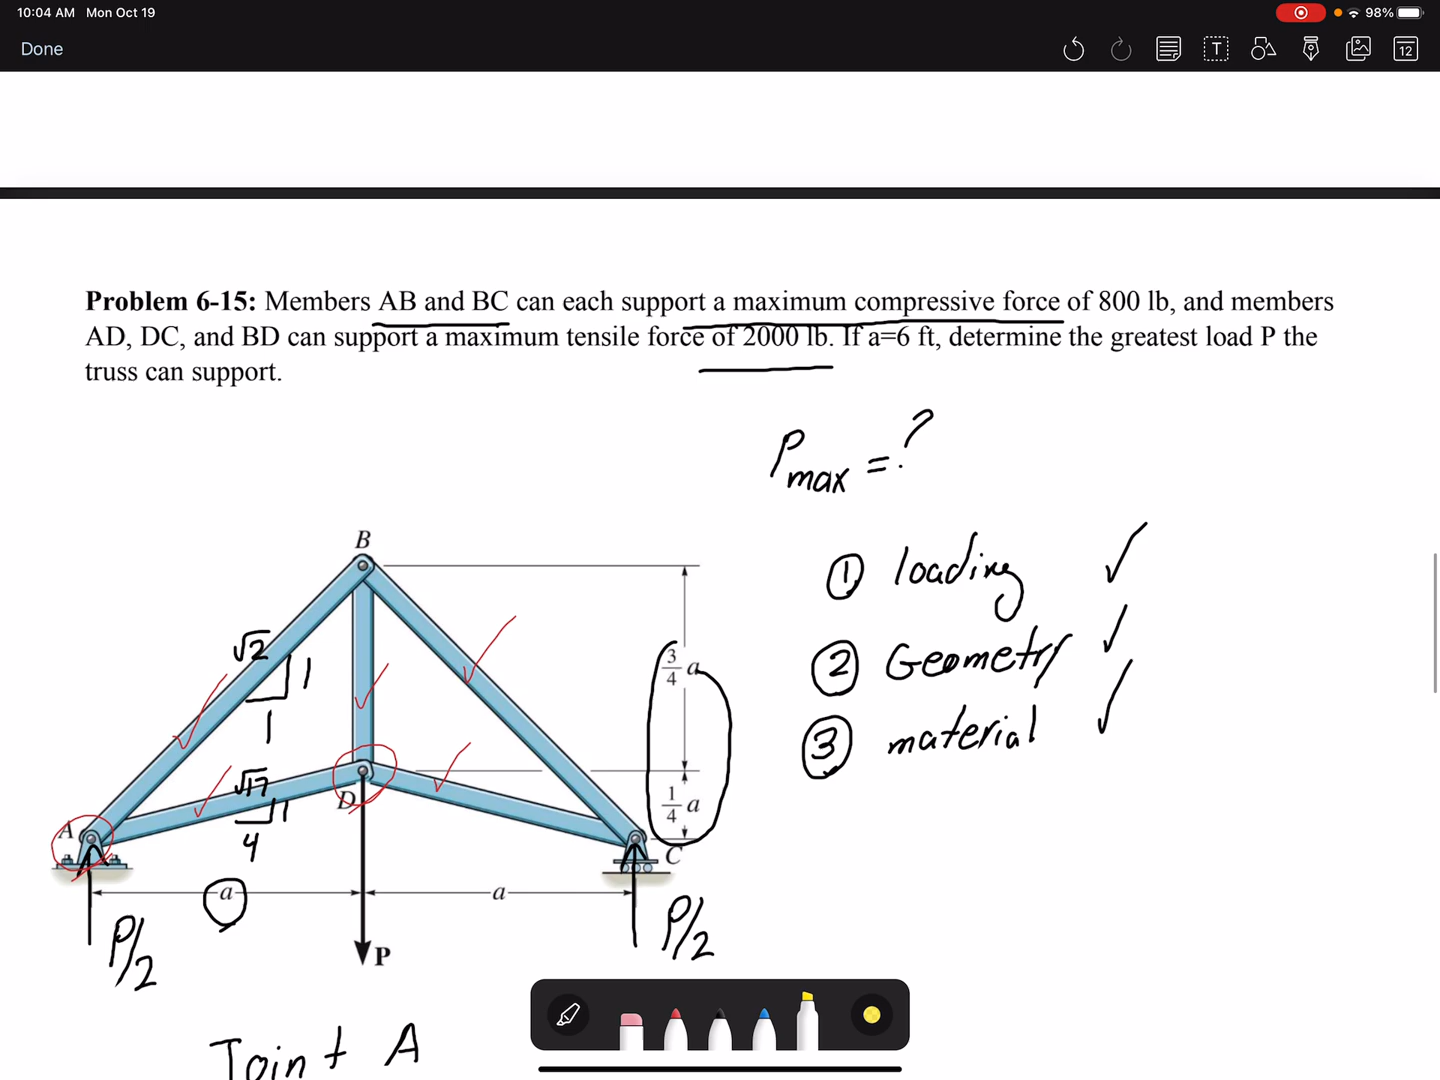 10:04 AM Mon Oct 19
98%
Done
T
12
Problem 6-15: Members AB and BC can each support a maximum compressive force of 800 lb, and members
AD, DC, and BD can support a maximum tensile force of 2000 lb. If a=6 ft, determine the greatest load P the
truss can support.
Pmax = ?
① loading ✓
② Geometry ✓
③ material ✓
B
√2
1
1
3/4 a
√17
1
4
D
1/4 a
A
C
a
a
P/2
P/2
P
Joint A